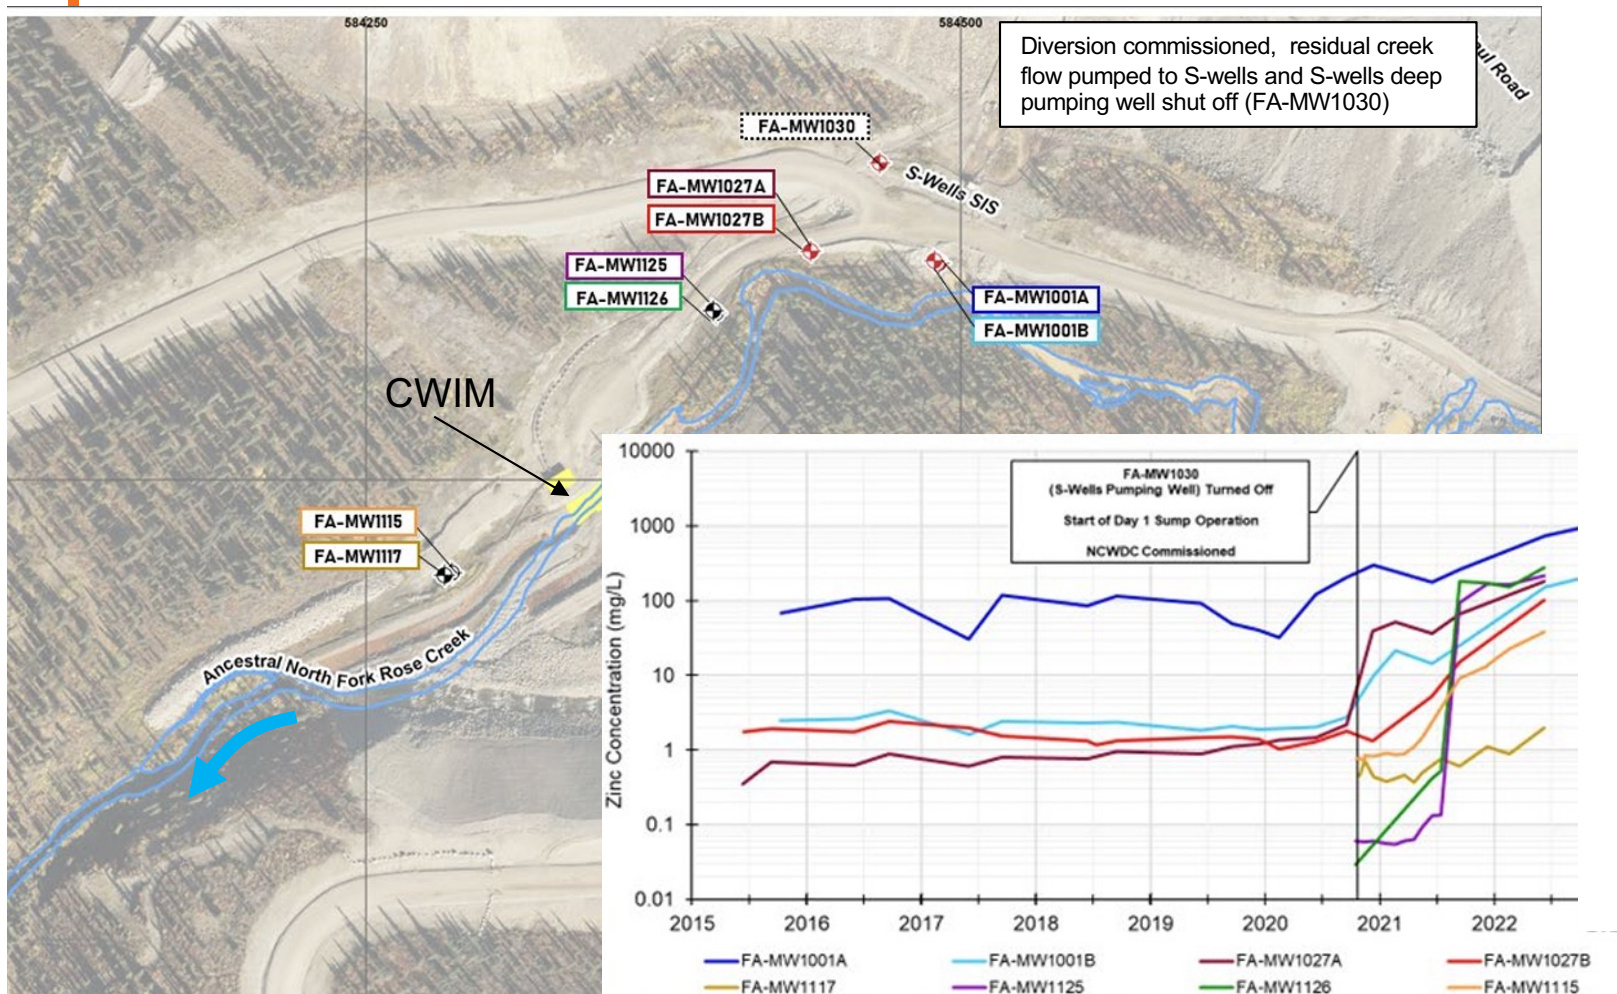 584250
584500
Diversion commissioned, residual creek
flow pumped to S-wells and S-wells deep
pumping well shut off (FA-MW1030)
Road
FA-MW1030
S-Wells SIS
FA-MW1027A
FA-MW1027B
FA-MW1125
FA-MW1126
FA-MW1001A
FA-MW1001B
CWIM
FA-MW1115
FA-MW1117
Ancestral North Fork Rose Creek
Zinc Concentration (mg/L)
10000
1000
100
10
1
0.1
0.01
FA-MW1030
(S-Wells Pumping Well) Turned Off
Start of Day 1 Sump Operation
NCWDC Commissioned
2015 2016 2017 2018 2019 2020 2021 2022
FA-MW1001A FA-MW1001B FA-MW1027A FA-MW1027B
FA-MW1117 FA-MW1125 FA-MW1126 FA-MW1115